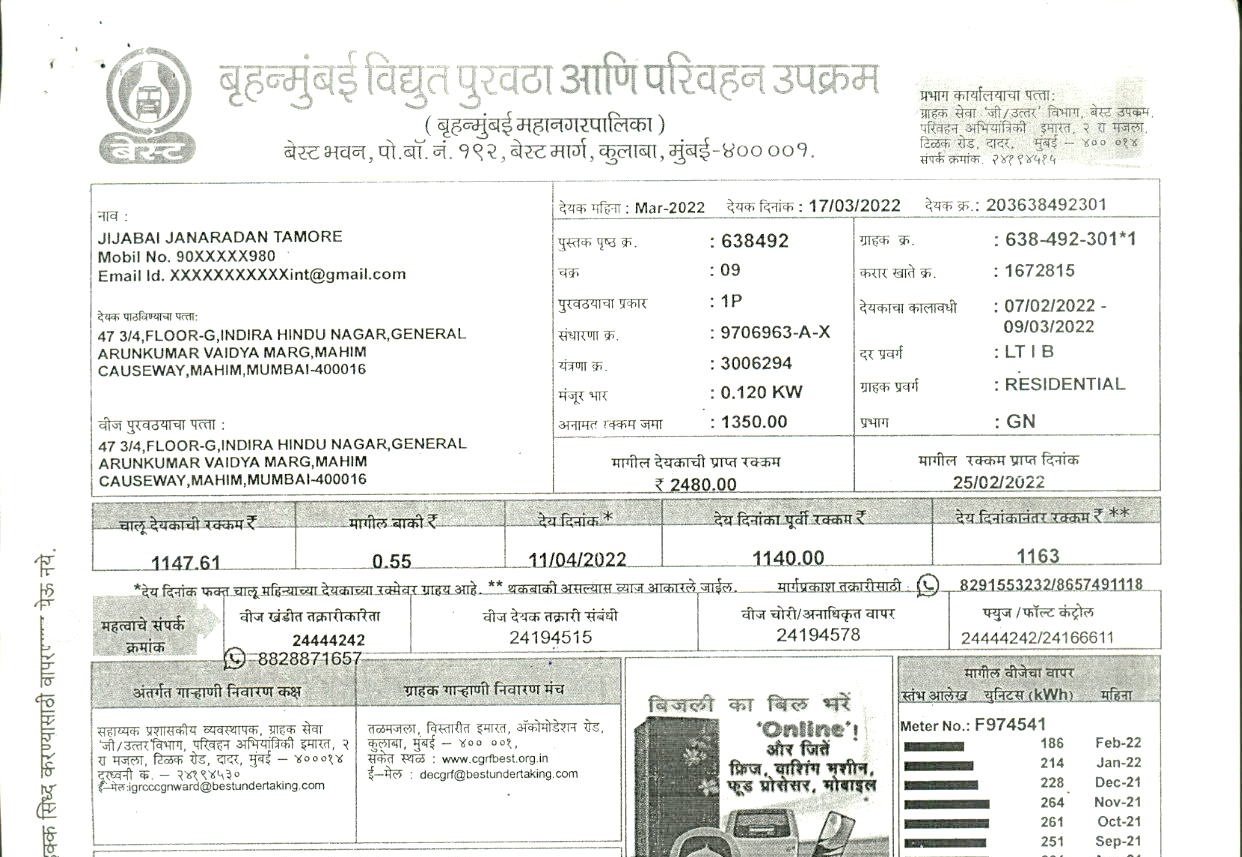 बृहन्मुंबई विद्युत पुरवठा आणि परिवहन उपक्रम
( बृहन्मुंबई महानगरपालिका )
बेस्ट भवन, पो.बॉ. नं. १९२, बेस्ट मार्ग, कुलाबा, मुंबई-४०० ००१.
बेस्ट
प्रभाग कार्यालयाचा पत्ता:
ग्राहक सेवा 'जी/उत्तर' विभाग, बेस्ट उपक्रम,
परिवहन अभियांत्रिकी इमारत, २ रा मजला,
टिळक रोड, दादर, मुंबई – ४०० ०१४
संपर्क क्रमांक. २४१९४५१५
नाव :
JIJABAI JANARADAN TAMORE
Mobil No. 90XXXXX980
Email Id. XXXXXXXXXXXint@gmail.com
देयक पाठविण्याचा पत्ता:
47 3/4,FLOOR-G,INDIRA HINDU NAGAR,GENERAL
ARUNKUMAR VAIDYA MARG,MAHIM
CAUSEWAY,MAHIM,MUMBAI-400016
वीज पुरवठयाचा पत्ता :
47 3/4,FLOOR-G,INDIRA HINDU NAGAR,GENERAL
ARUNKUMAR VAIDYA MARG,MAHIM
CAUSEWAY,MAHIM,MUMBAI-400016
देयक महिना : Mar-2022 देयक दिनांक : 17/03/2022 देयक क्र.: 203638492301
पुस्तक पृष्ठ क्र. : 638492
चक्र : 09
पुरवठयाचा प्रकार : 1P
संधारणा क्र. : 9706963-A-X
यंत्रणा क्र. : 3006294
मंजूर भार : 0.120 KW
अनामत रक्कम जमा : 1350.00
ग्राहक क्र. : 638-492-301*1
करार खाते क्र. : 1672815
देयकाचा कालावधी : 07/02/2022 -
09/03/2022
दर प्रवर्ग : LT I B
ग्राहक प्रवर्ग : RESIDENTIAL
प्रभाग : GN
मागील देयकाची प्राप्त रक्कम
₹ 2480.00
मागील रक्कम प्राप्त दिनांक
25/02/2022
चालू देयकाची रक्कम ₹ मागील बाकी ₹ देय दिनांक * देय दिनांका पूर्वी रक्कम ₹ देय दिनांकानंतर रक्कम ₹ **
1147.61 0.55 11/04/2022 1140.00 1163
*देय दिनांक फक्त चालू महिन्याच्या देयकाच्या रक्मेवर ग्राहय आहे. ** थकबाकी असल्यास व्याज आकारले जाईल. मार्गप्रकाश तक्रारीसाठी : 8291553232/8657491118
महत्वाचे संपर्क
क्रमांक
वीज खंडीत तक्रारीकरिता
24444242
8828871657
वीज देयक तक्रारी संबंधी
24194515
वीज चोरी/अनाधिकृत वापर
24194578
फ्युज /फॉल्ट कंट्रोल
24444242/24166611
अंतर्गत गाऱ्हाणी निवारण कक्ष
सहाय्यक प्रशासकीय व्यवस्थापक, ग्राहक सेवा
'जी/उत्तर'विभाग, परिवहन अभियांत्रिकी इमारत, २
रा मजला, टिळक रोड, दादर, मुंबई – ४०००१४
दूरध्वनी क. – २४१९४५३०
ई–मेल:igrcccgnward@bestundertaking.com
ग्राहक गाऱ्हाणी निवारण मंच
तळमजला, विस्तारीत इमारत, अॅकोमोडेशन रोड,
कुलाबा, मुंबई – ४०० ००१,
संकेत स्थळ : www.cgrfbest.org.in
ई–मेल : decgrf@bestundertaking.com
बिजली का बिल भरें
'Online'!
और जितें
फ्रिज, वाशिंग मशीन,
फूड प्रोसेसर, मोबाइल
मागील वीजेचा वापर
स्तंभ आलेख युनिटस (kWh) महिना
Meter No.: F974541
186 Feb-22
214 Jan-22
228 Dec-21
264 Nov-21
261 Oct-21
251 Sep-21
हक्क सिध्द करण्यासाठी येऊ नये.